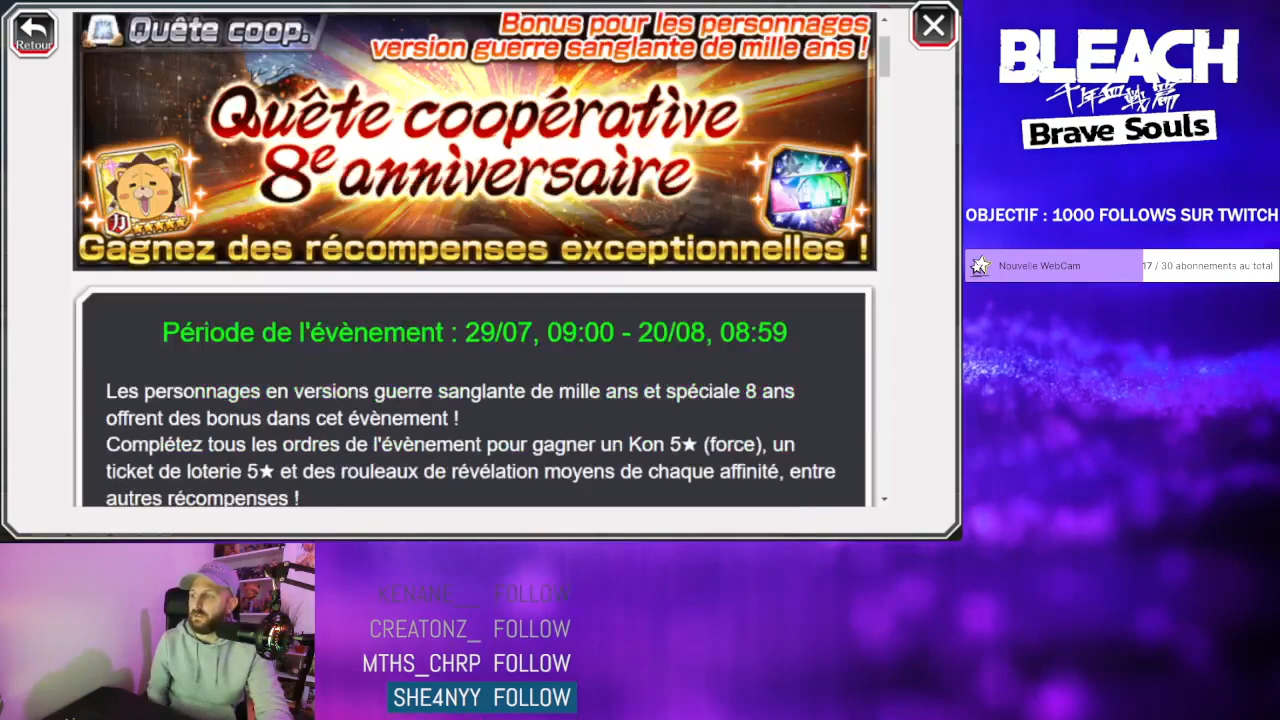 Retour
Quête coop.
Bonus pour les personnages
version guerre sanglante de mille ans !
Quête coopérative
8e anniversaire
Gagnez des récompenses exceptionnelles !
Période de l'évènement : 29/07, 09:00 - 20/08, 08:59
Les personnages en versions guerre sanglante de mille ans et spéciale 8 ans
offrent des bonus dans cet évènement !
Complétez tous les ordres de l'évènement pour gagner un Kon 5★ (force), un
ticket de loterie 5★ et des rouleaux de révélation moyens de chaque affinité, entre
autres récompenses !
BLEACH
千年血戦篇
Brave Souls
OBJECTIF : 1000 FOLLOWS SUR TWITCH
Nouvelle WebCam
17 / 30 abonnements au total
KENANE__ FOLLOW
CREATONZ_ FOLLOW
MTHS_CHRP FOLLOW
SHE4NYY FOLLOW